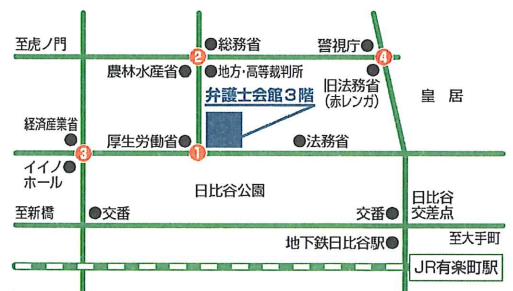 至虎ノ門
2
総務省
警視庁
4
農林水産省
地方・高等裁判所
旧法務省
(赤レンガ)
皇居
弁護士会館3階
経済産業省
厚生労働省
法務省
3
1
イイノ
ホール
日比谷公園
至新橋
交番
交番
日比谷
交差点
地下鉄日比谷駅
至大手町
JR有楽町駅